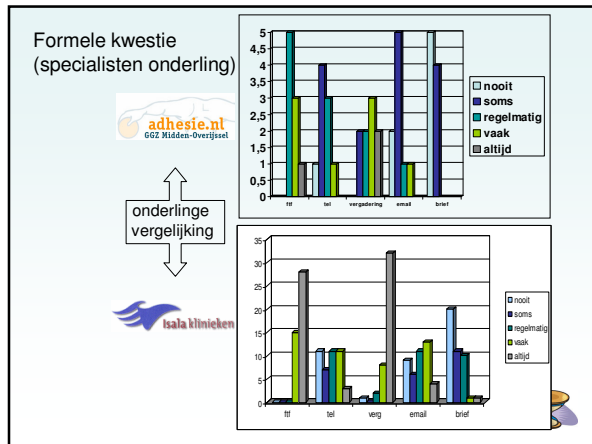 Formele kwestie
(specialisten onderling)
adhesie.nl
GGZ Midden-Overijssel
onderlinge
vergelijking
Isala klinieken
5
4,5
4
3,5
3
2,5
2
1,5
1
0,5
0
ftf tel vergadering email brief
nooit
soms
regelmatig
vaak
altijd
35
30
25
20
15
10
5
0
ftf tel verg email brief
nooit
soms
regelmatig
vaak
altijd